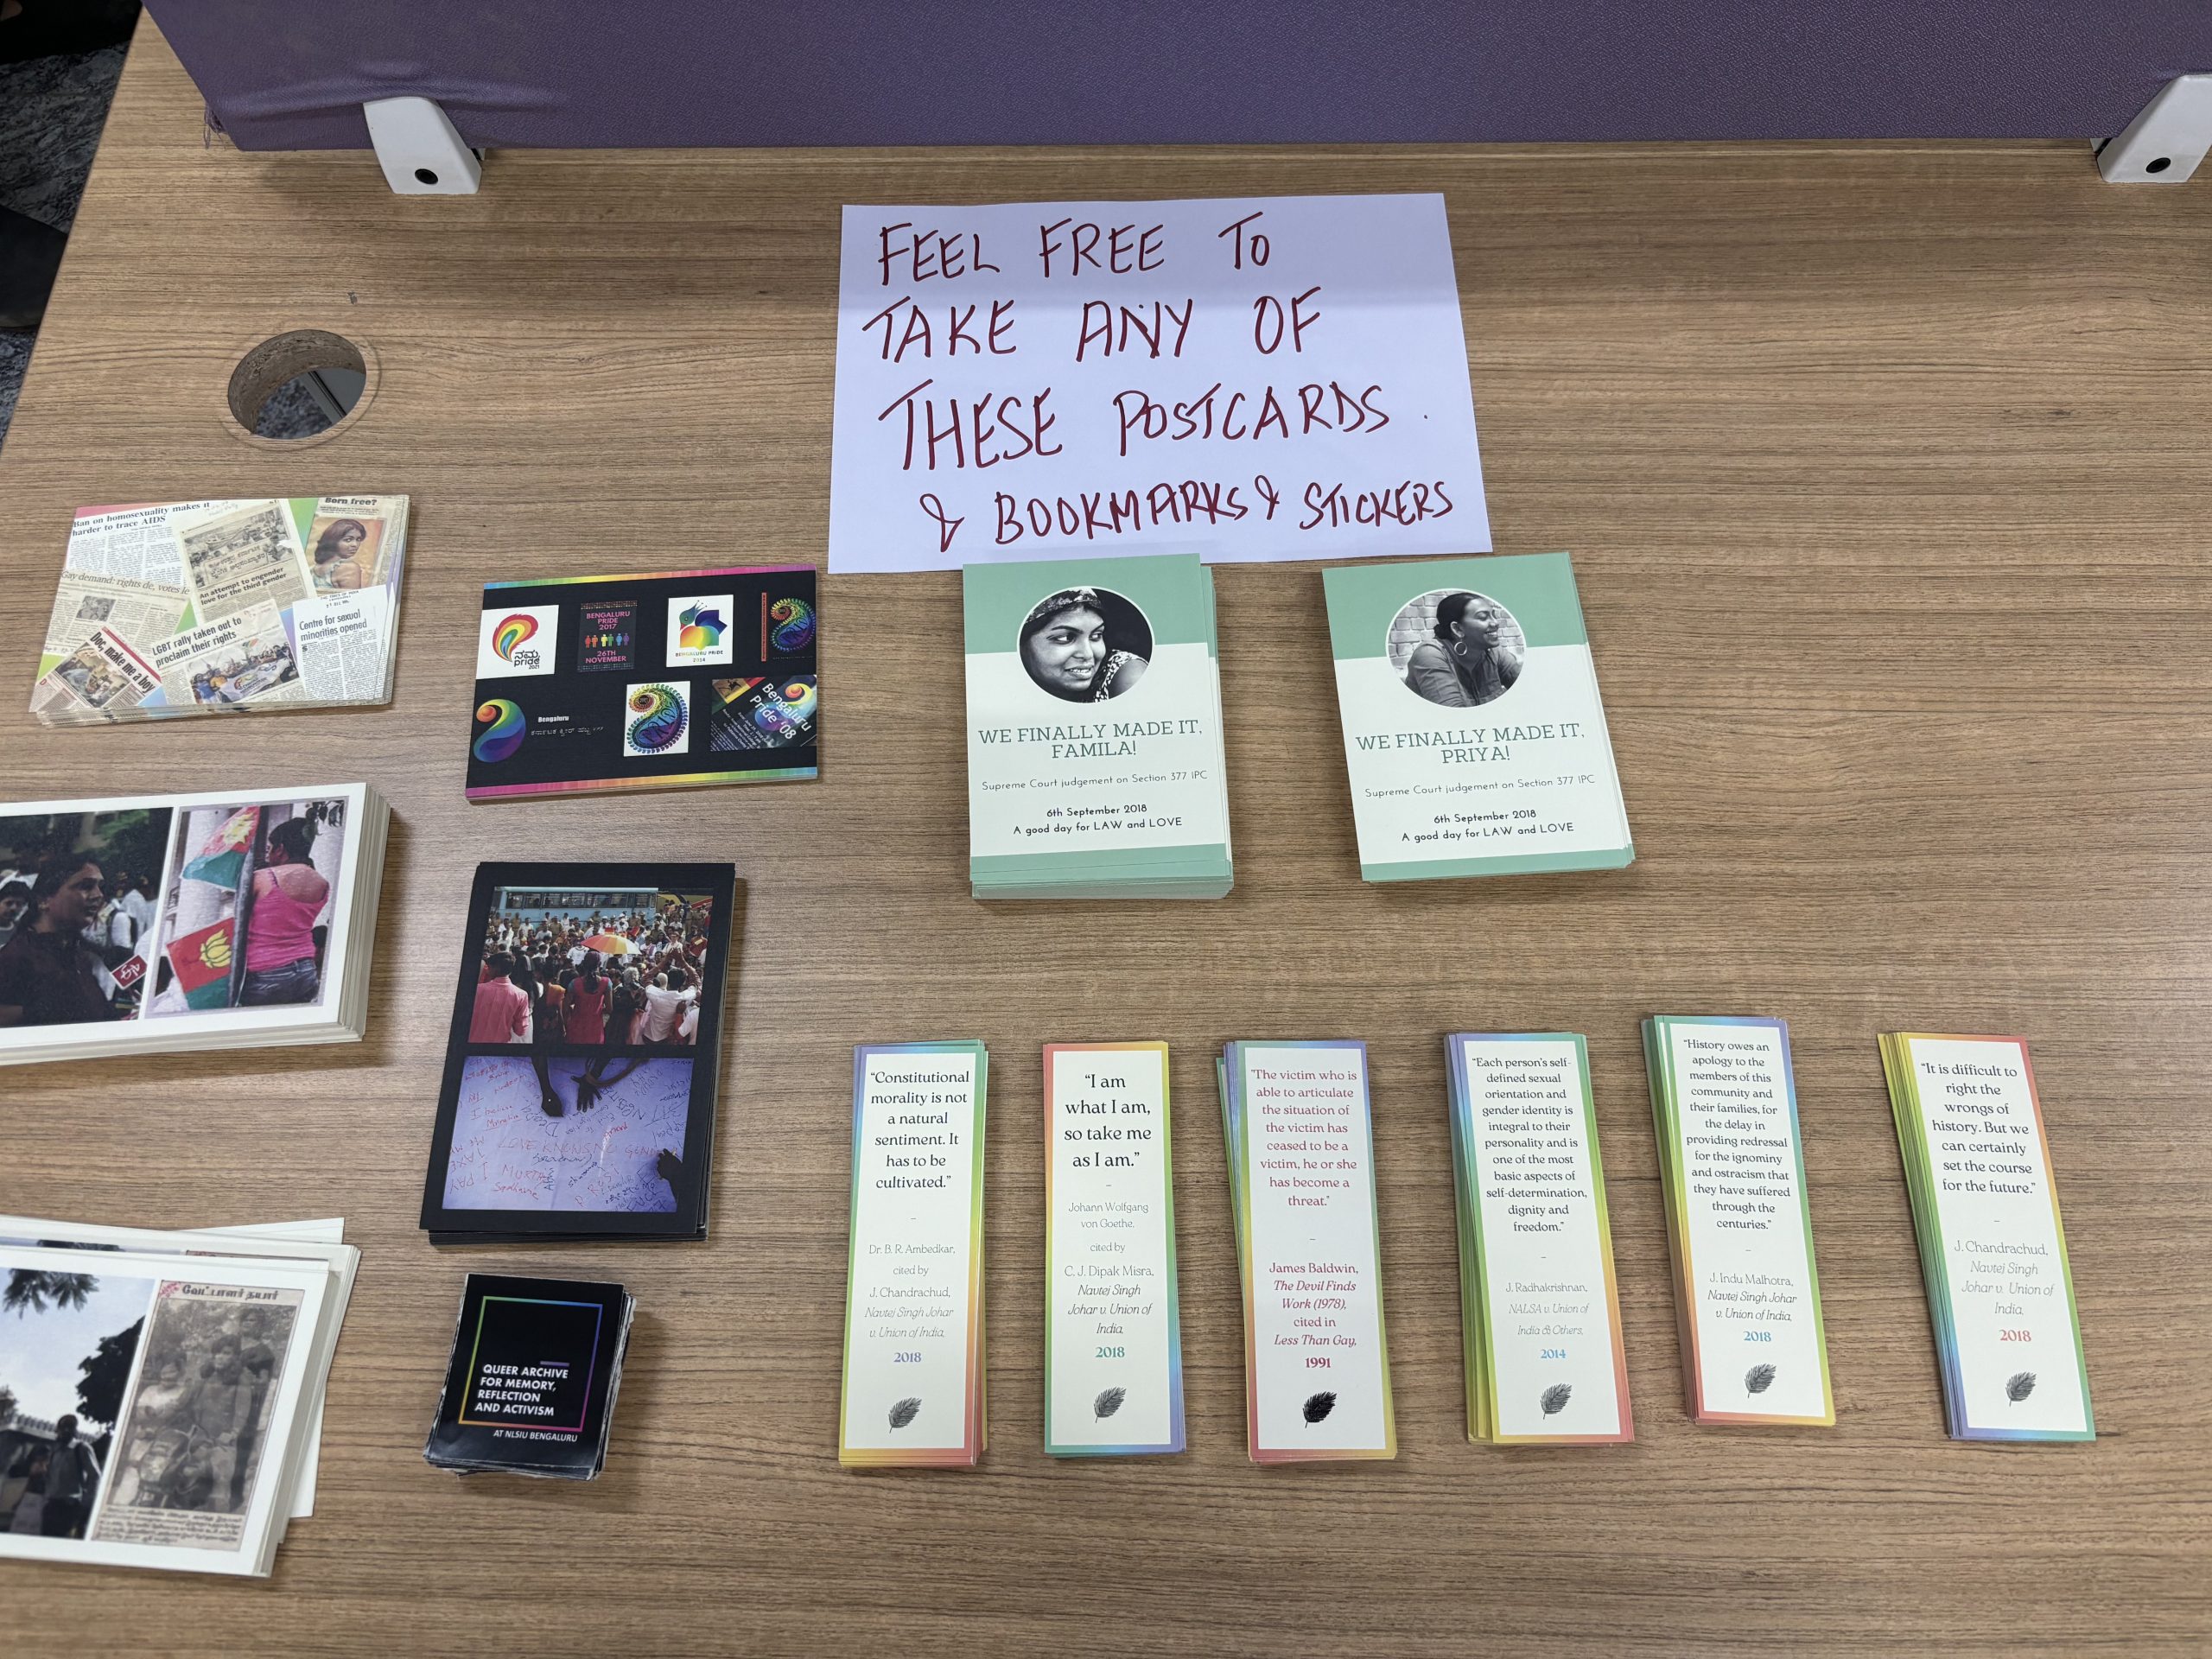 FEEL FREE TO
TAKE ANY OF
THESE POSTCARDS.
& BOOKMARKS & STICKERS
Ban on homosexuality makes it
harder to trace AIDS
Born free?
Gay demand: rights de, votes le
An attempt to engender
love for the third gender
Centre for sexual
minorities opened
LGBT rally taken out to
proclaim their rights
Doc, make me a boy
ನಮ್ಮ
pride
2021
BENGALURU
PRIDE
2017
26TH
NOVEMBER
BENGALURU PRIDE
Bengaluru
Bengaluru
Pride '08
WE FINALLY MADE IT,
FAMILA!
Supreme Court judgement on Section 377 IPC
6th September 2018
A good day for LAW and LOVE
WE FINALLY MADE IT,
PRIYA!
Supreme Court judgement on Section 377 IPC
6th September 2018
A good day for LAW and LOVE
LOVE KNOWS NO GENDER
QUEER ARCHIVE
FOR MEMORY,
REFLECTION
AND ACTIVISM
AT NLSIU BENGALURU
"Constitutional
morality is not
a natural
sentiment. It
has to be
cultivated."
–
Dr. B. R. Ambedkar,
cited by
J. Chandrachud,
Navtej Singh Johar
v. Union of India,
2018
"I am
what I am,
so take me
as I am."
–
Johann Wolfgang
von Goethe,
cited by
C. J. Dipak Misra,
Navtej Singh
Johar v. Union of
India,
2018
"The victim who is
able to articulate
the situation of
the victim has
ceased to be a
victim, he or she
has become a
threat."
–
James Baldwin,
The Devil Finds
Work (1978),
cited in
Less Than Gay,
1991
"Each person's self-
defined sexual
orientation and
gender identity is
integral to their
personality and is
one of the most
basic aspects of
self-determination,
dignity and
freedom."
–
J. Radhakrishnan,
NALSA v. Union of
India & Others,
2014
"History owes an
apology to the
members of this
community and
their families, for
the delay in
providing redressal
for the ignominy
and ostracism that
they have suffered
through the
centuries."
–
J. Indu Malhotra,
Navtej Singh Johar
v. Union of India,
2018
"It is difficult to
right the
wrongs of
history. But we
can certainly
set the course
for the future."
–
J. Chandrachud,
Navtej Singh
Johar v. Union of
India,
2018